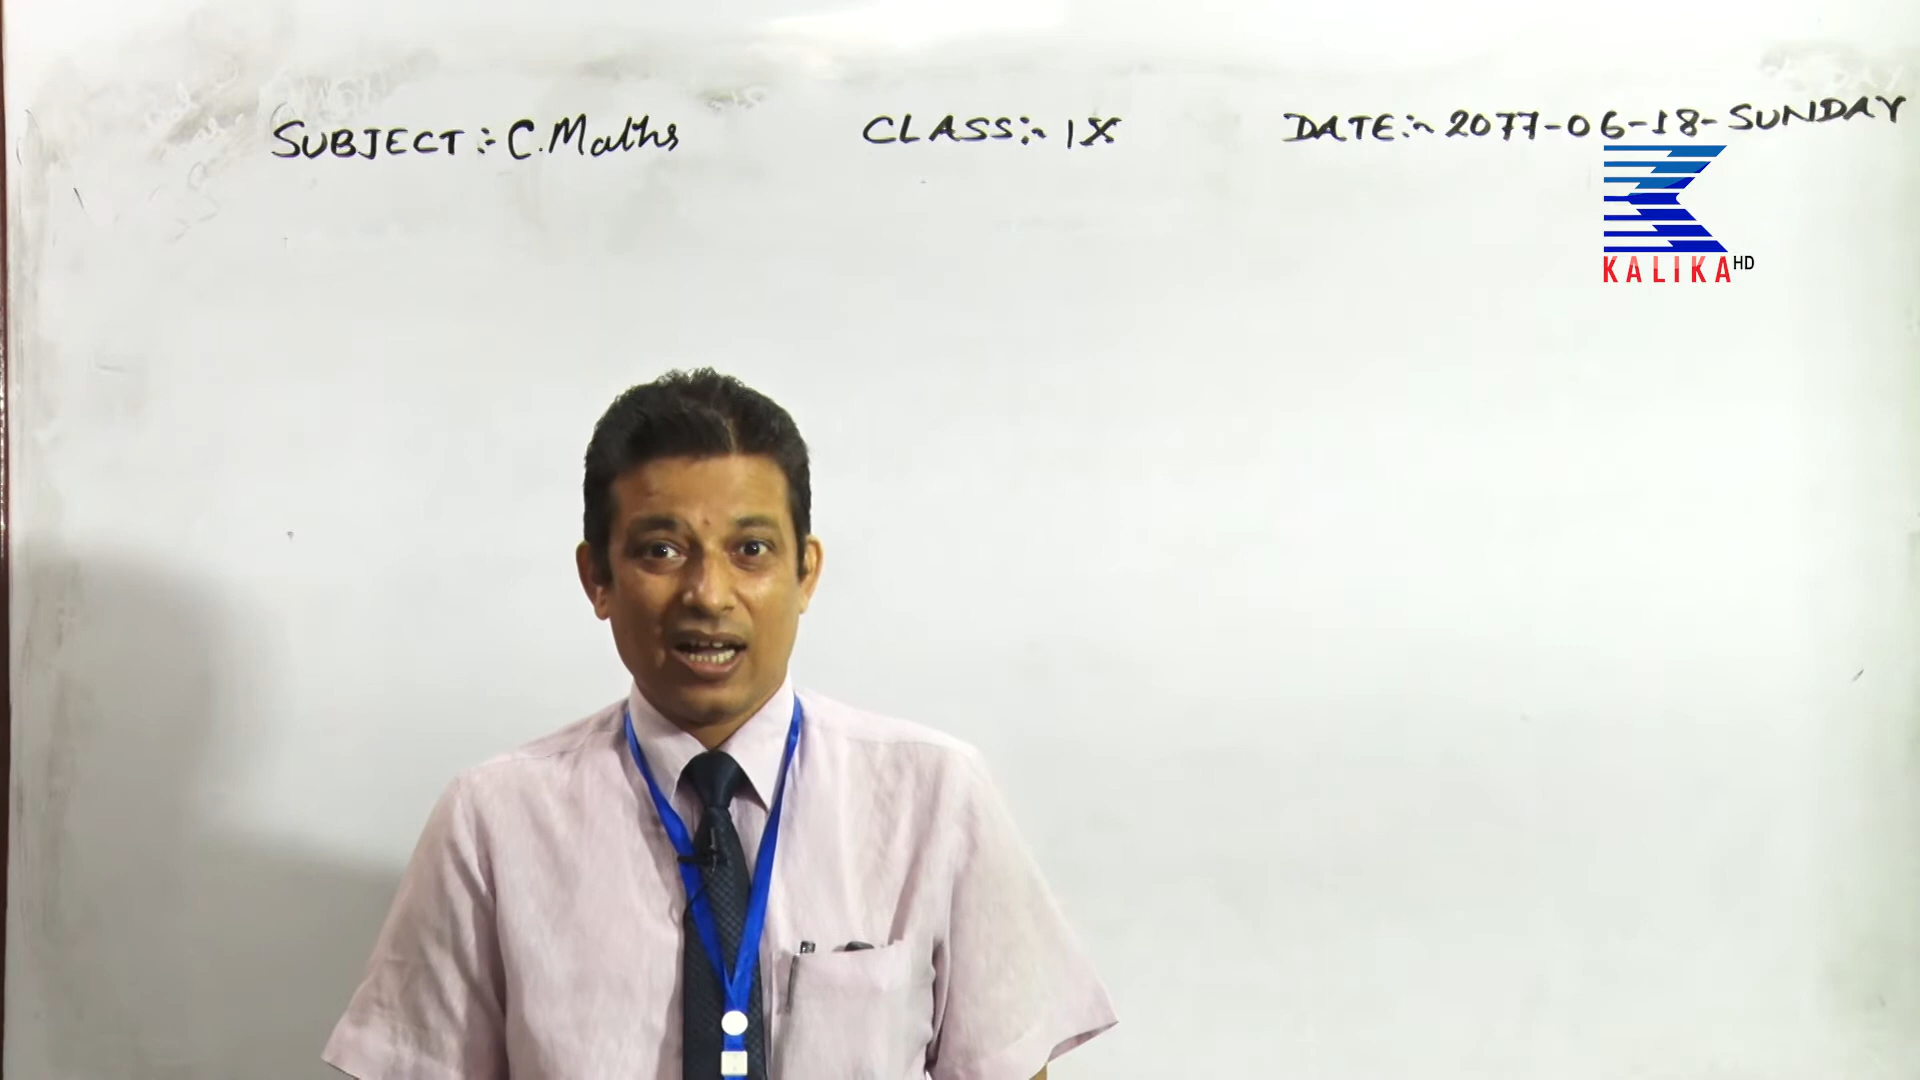 SUBJECT:- C.Maths CLASS:- IX DATE:- 2077-06-18-SUNDAY
KALIKA HD